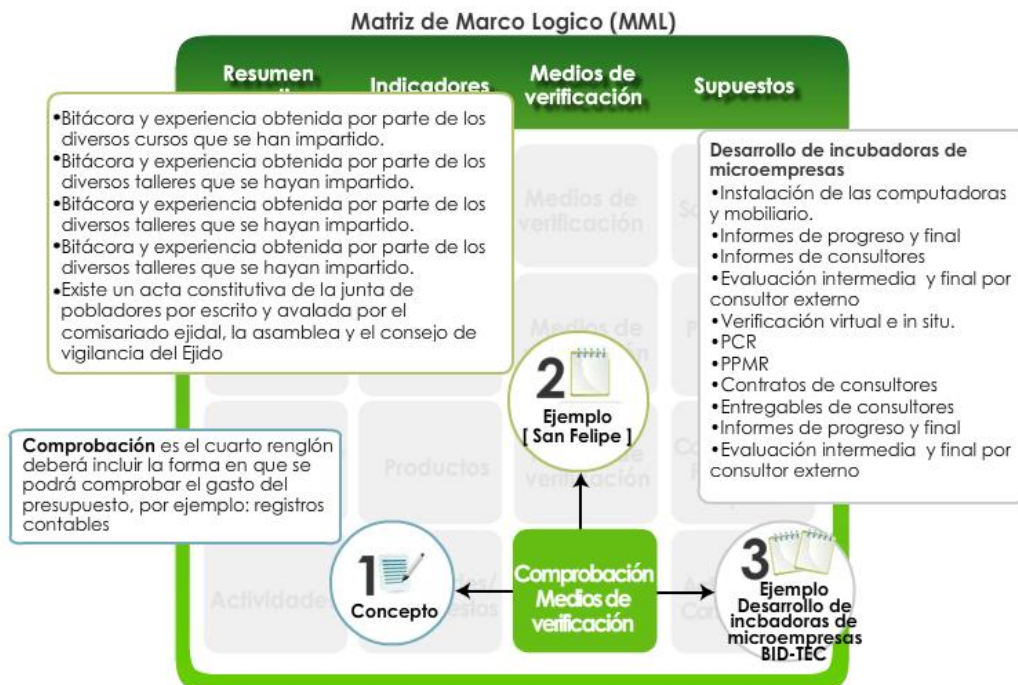 Matriz de Marco Logico (MML)
Resumen
Indicadores
Medios de
verificación
Supuestos
•Bitácora y experiencia obtenida por parte de los
diversos cursos que se han impartido.
•Bitácora y experiencia obtenida por parte de los
diversos talleres que se hayan impartido.
•Bitácora y experiencia obtenida por parte de los
diversos talleres que se hayan impartido.
•Bitácora y experiencia obtenida por parte de los
diversos talleres que se hayan impartido.
•Existe un acta constitutiva de la junta de
pobladores por escrito y avalada por el
comisariado ejidal, la asamblea y el consejo de
vigilancia del Ejido
Medios de
verificación
Desarrollo de incubadoras de
microempresas
•Instalación de las computadoras
y mobiliario.
•Informes de progreso y final
•Informes de consultores
•Evaluación intermedia y final por
consultor externo
•Verificación virtual e in situ.
•PCR
•PPMR
•Contratos de consultores
•Entregables de consultores
•Informes de progreso y final
•Evaluación intermedia y final por
consultor externo
Medios de
2
Ejemplo
[ San Felipe ]
Comprobación es el cuarto renglón
deberá incluir la forma en que se
podrá comprobar el gasto del
presupuesto, por ejemplo: registros
contables
Productos
verificación
Actividades
1
Concepto
Comprobación
Medios de
verificación
3
Ejemplo
Desarrollo de
incbadoras de
microempresas
BID-TEC